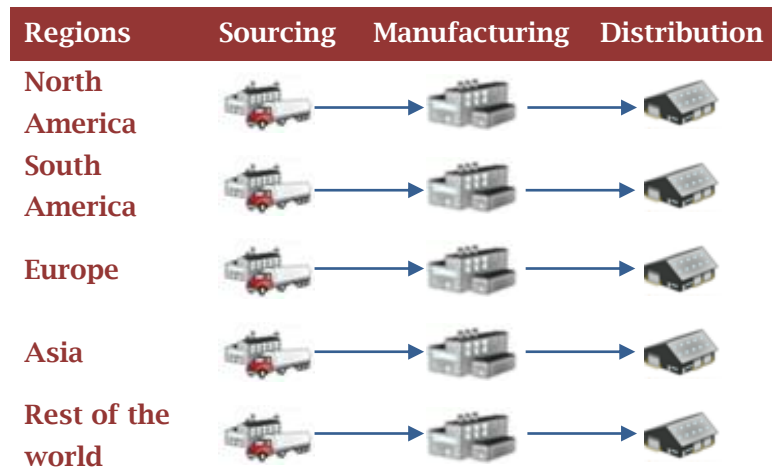 Regions Sourcing Manufacturing Distribution
North
America
South
America
Europe
Asia
Rest of the
world